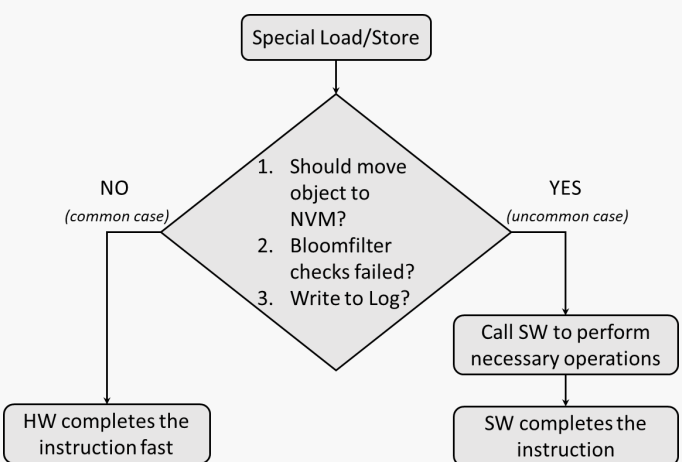 Special Load/Store
1. Should move
object to
NVM?
2. Bloomfilter
checks failed?
3. Write to Log?
NO
(common case)
YES
(uncommon case)
Call SW to perform
necessary operations
HW completes the
instruction fast
SW completes the
instruction